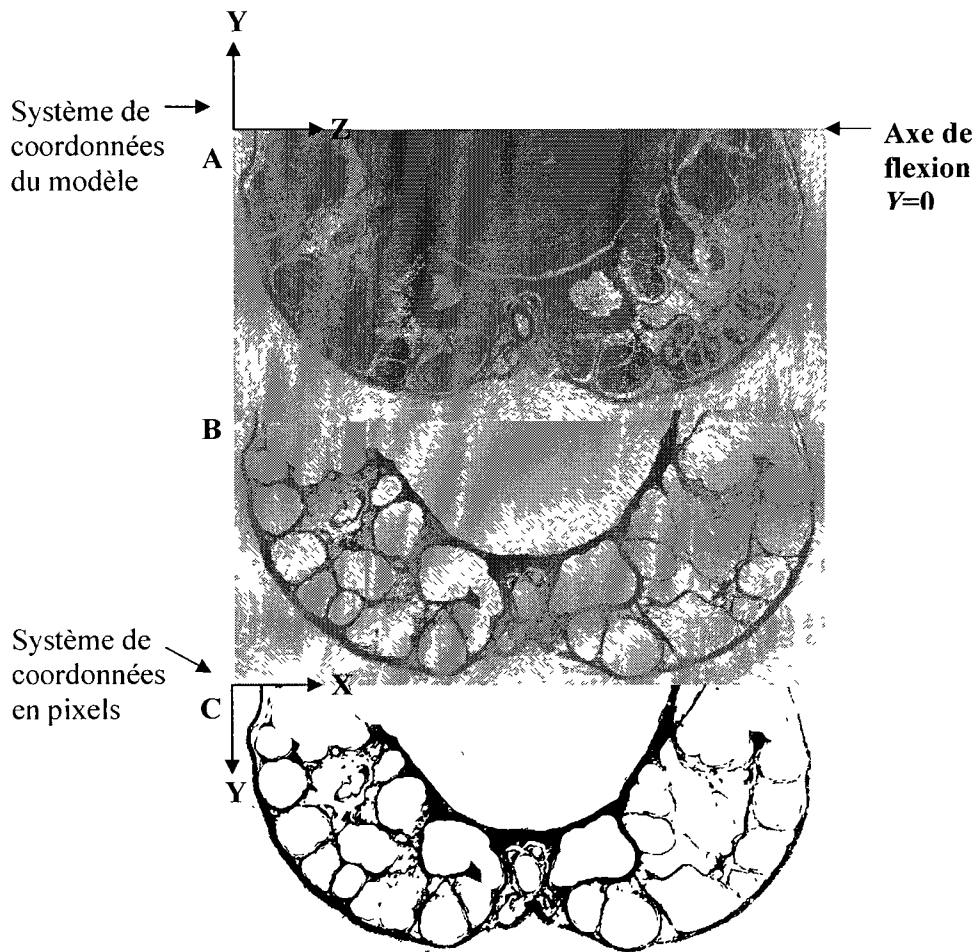 Y
Système de
coordonnées
du modèle
Z
A
Axe de
flexion
Y=0
B
Système de
coordonnées
en pixels
X
C
Y